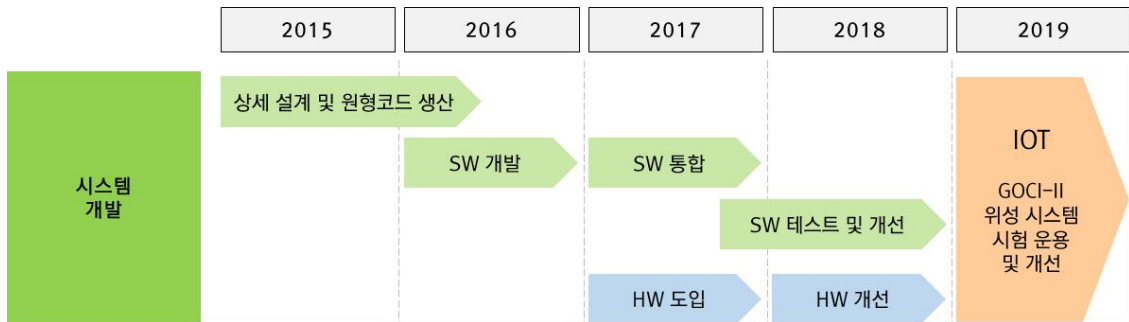 2015
2016
2017
2018
2019
시스템
개발
상세 설계 및 원형코드 생산
SW 개발
SW 통합
SW 테스트 및 개선
HW 도입
HW 개선
IOT
GOCI-II
위성 시스템
시험 운용
및 개선